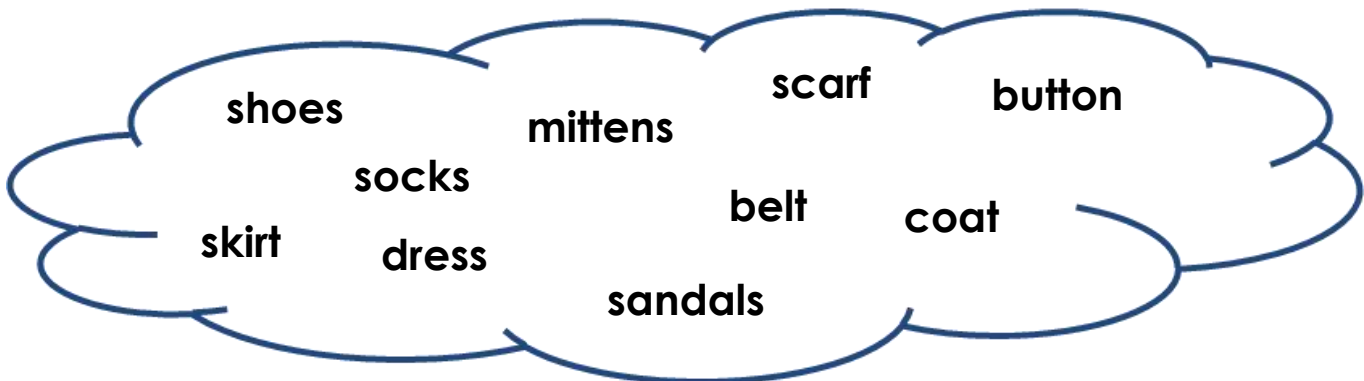 scarf
button
shoes
mittens
socks
belt
coat
skirt
dress
sandals